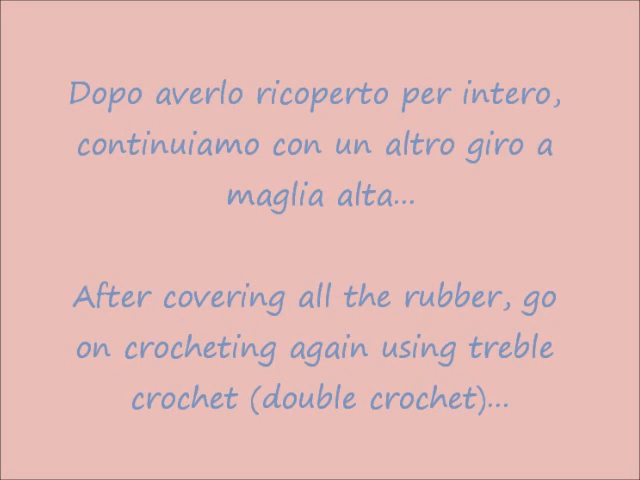 Dopo averlo ricoperto per intero,
continuiamo con un altro giro a
maglia alta...
After covering all the rubber, go
on crocheting again using treble
crochet (double crochet)...